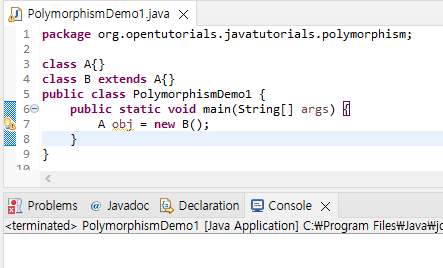 PolymorphismDemo1.java
1 package org.opentutorials.javatutorials.polymorphism;
2
3 class A{}
4 class B extends A{}
5 public class PolymorphismDemo1 {
6 public static void main(String[] args) {
7 A obj = new B();
8 }
9 }
10
Problems @ Javadoc Declaration Console
<terminated> PolymorphismDemo1 [Java Application] C:₩Program Files₩Java₩